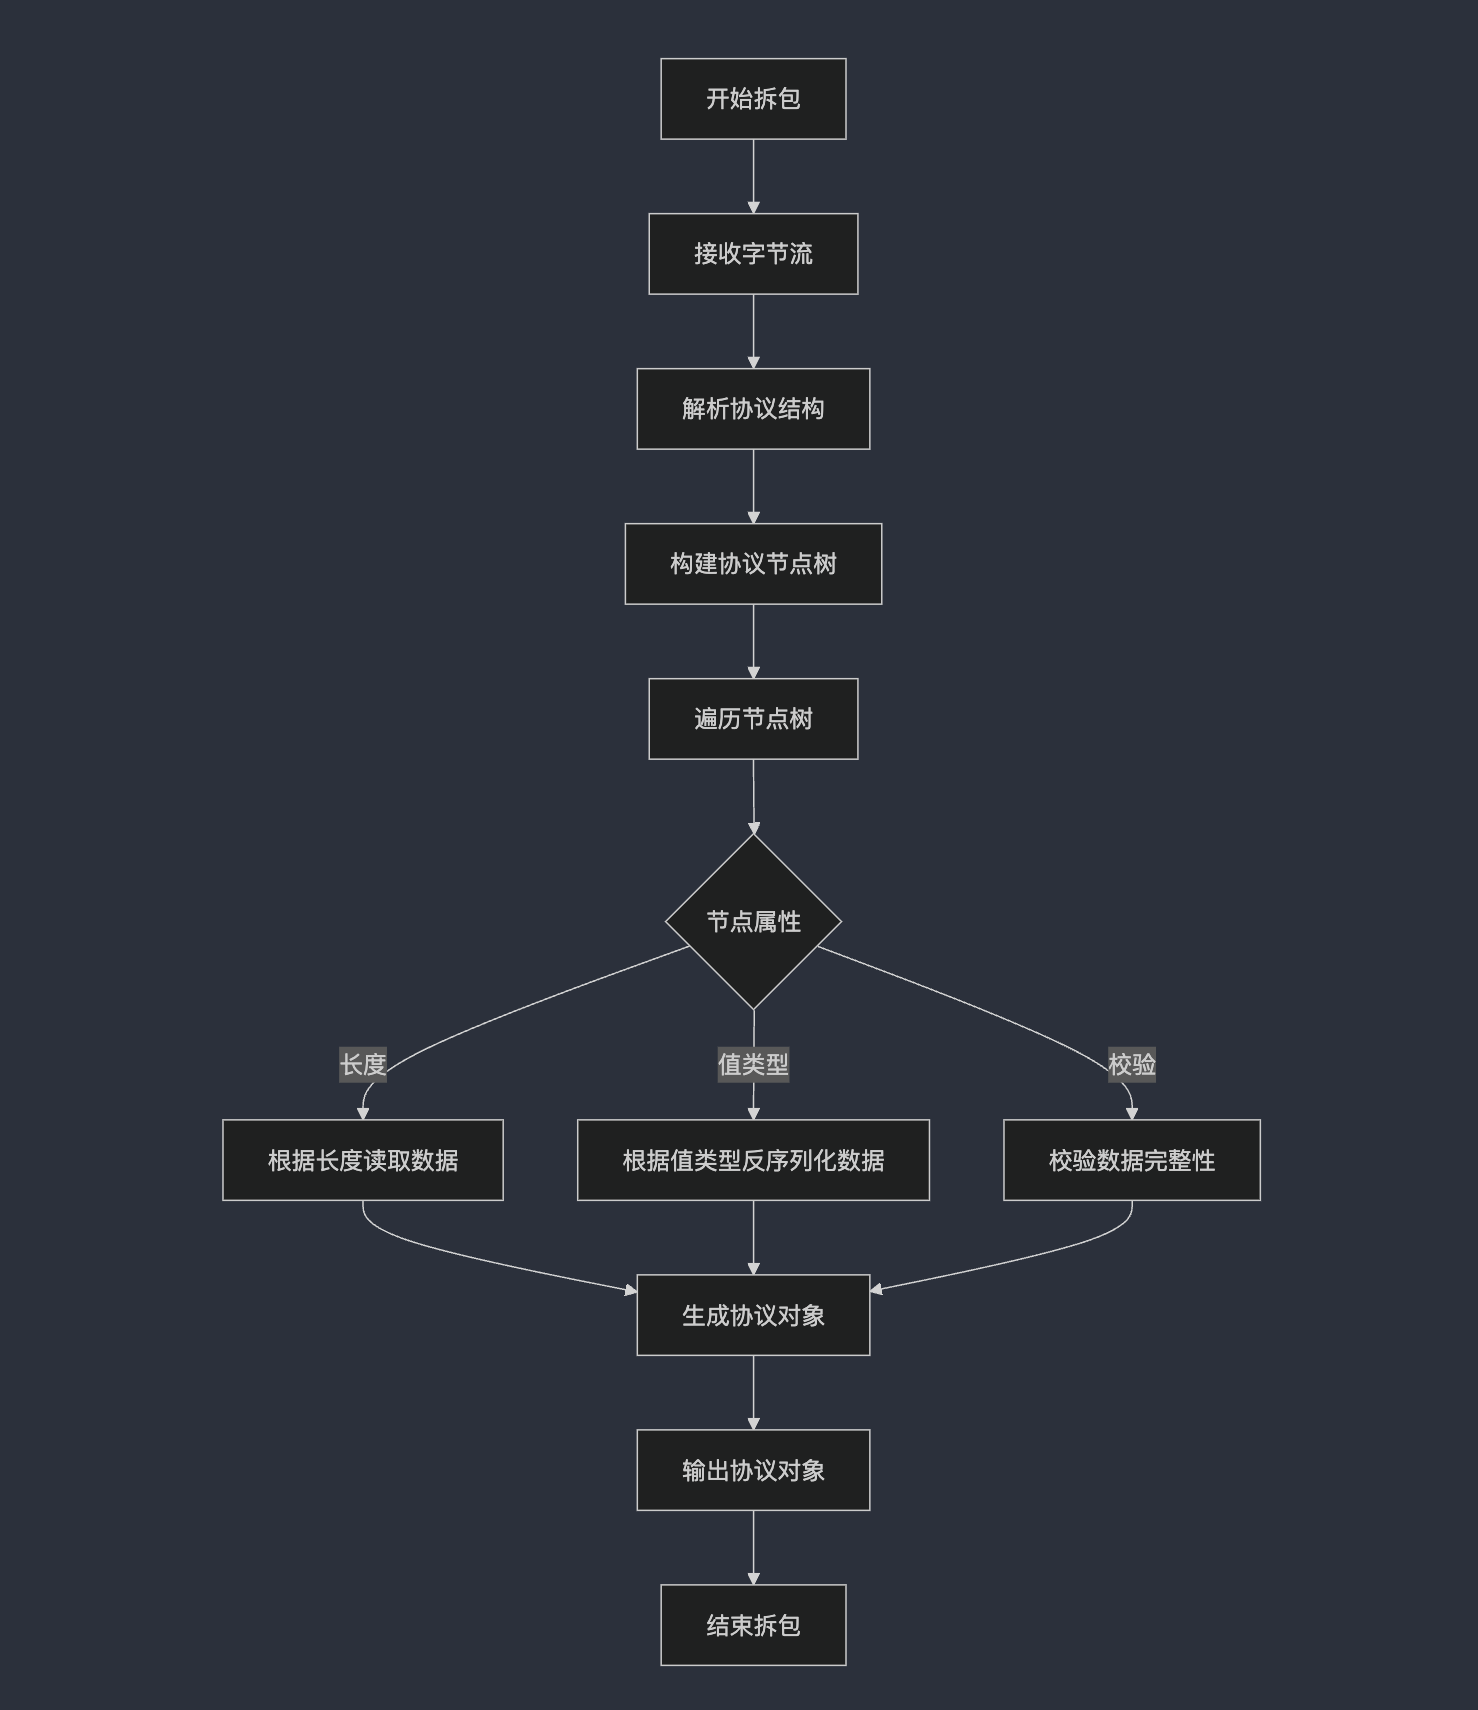 开始拆包
接收字节流
解析协议结构
构建协议节点树
遍历节点树
节点属性
长度
值类型
校验
根据长度读取数据
根据值类型反序列化数据
校验数据完整性
生成协议对象
输出协议对象
结束拆包